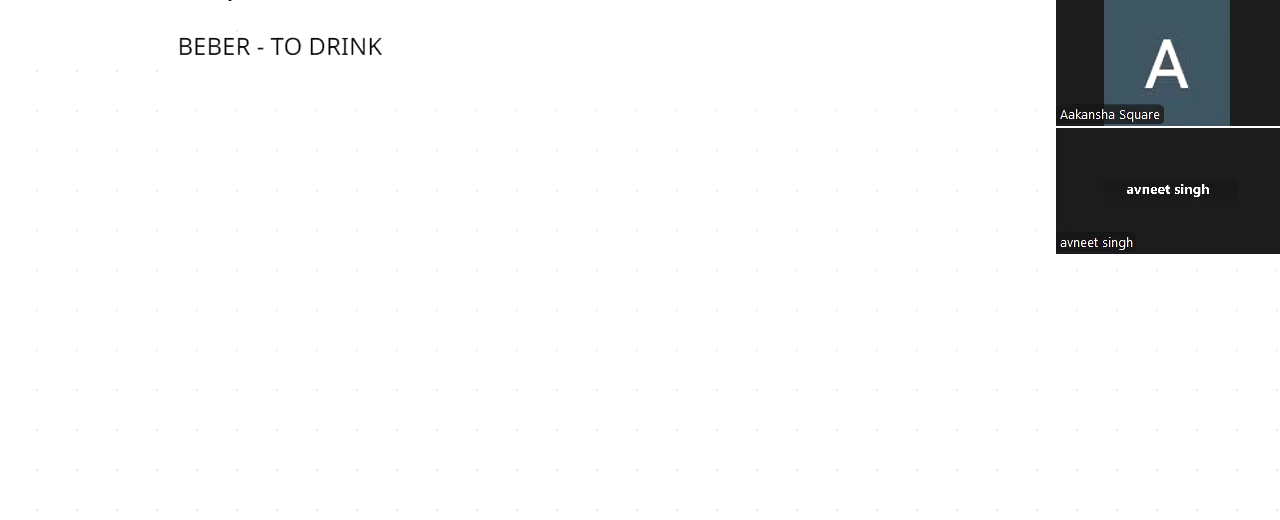 BEBER - TO DRINK
A
Aakansha Square
avneet singh
avneet singh